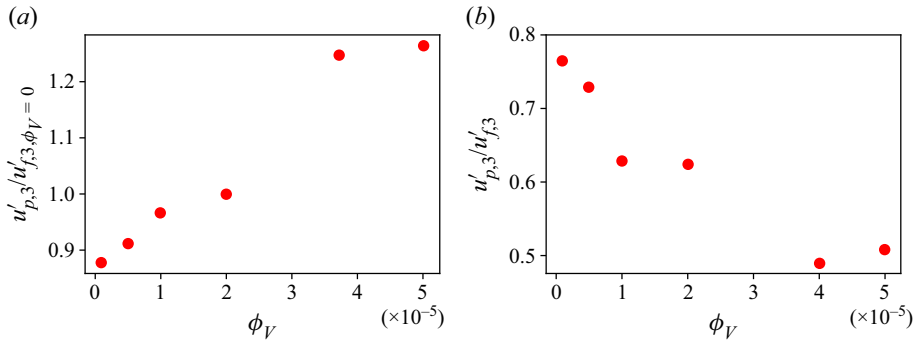 (a)
u′p,3/u′f,3,ϕV = 0
1.2
1.1
1.0
0.9
0 1 2 3 4 5
(×10−5)
ϕV
(b)
u′p,3/u′f,3
0.8
0.7
0.6
0.5
0 1 2 3 4 5
(×10−5)
ϕV